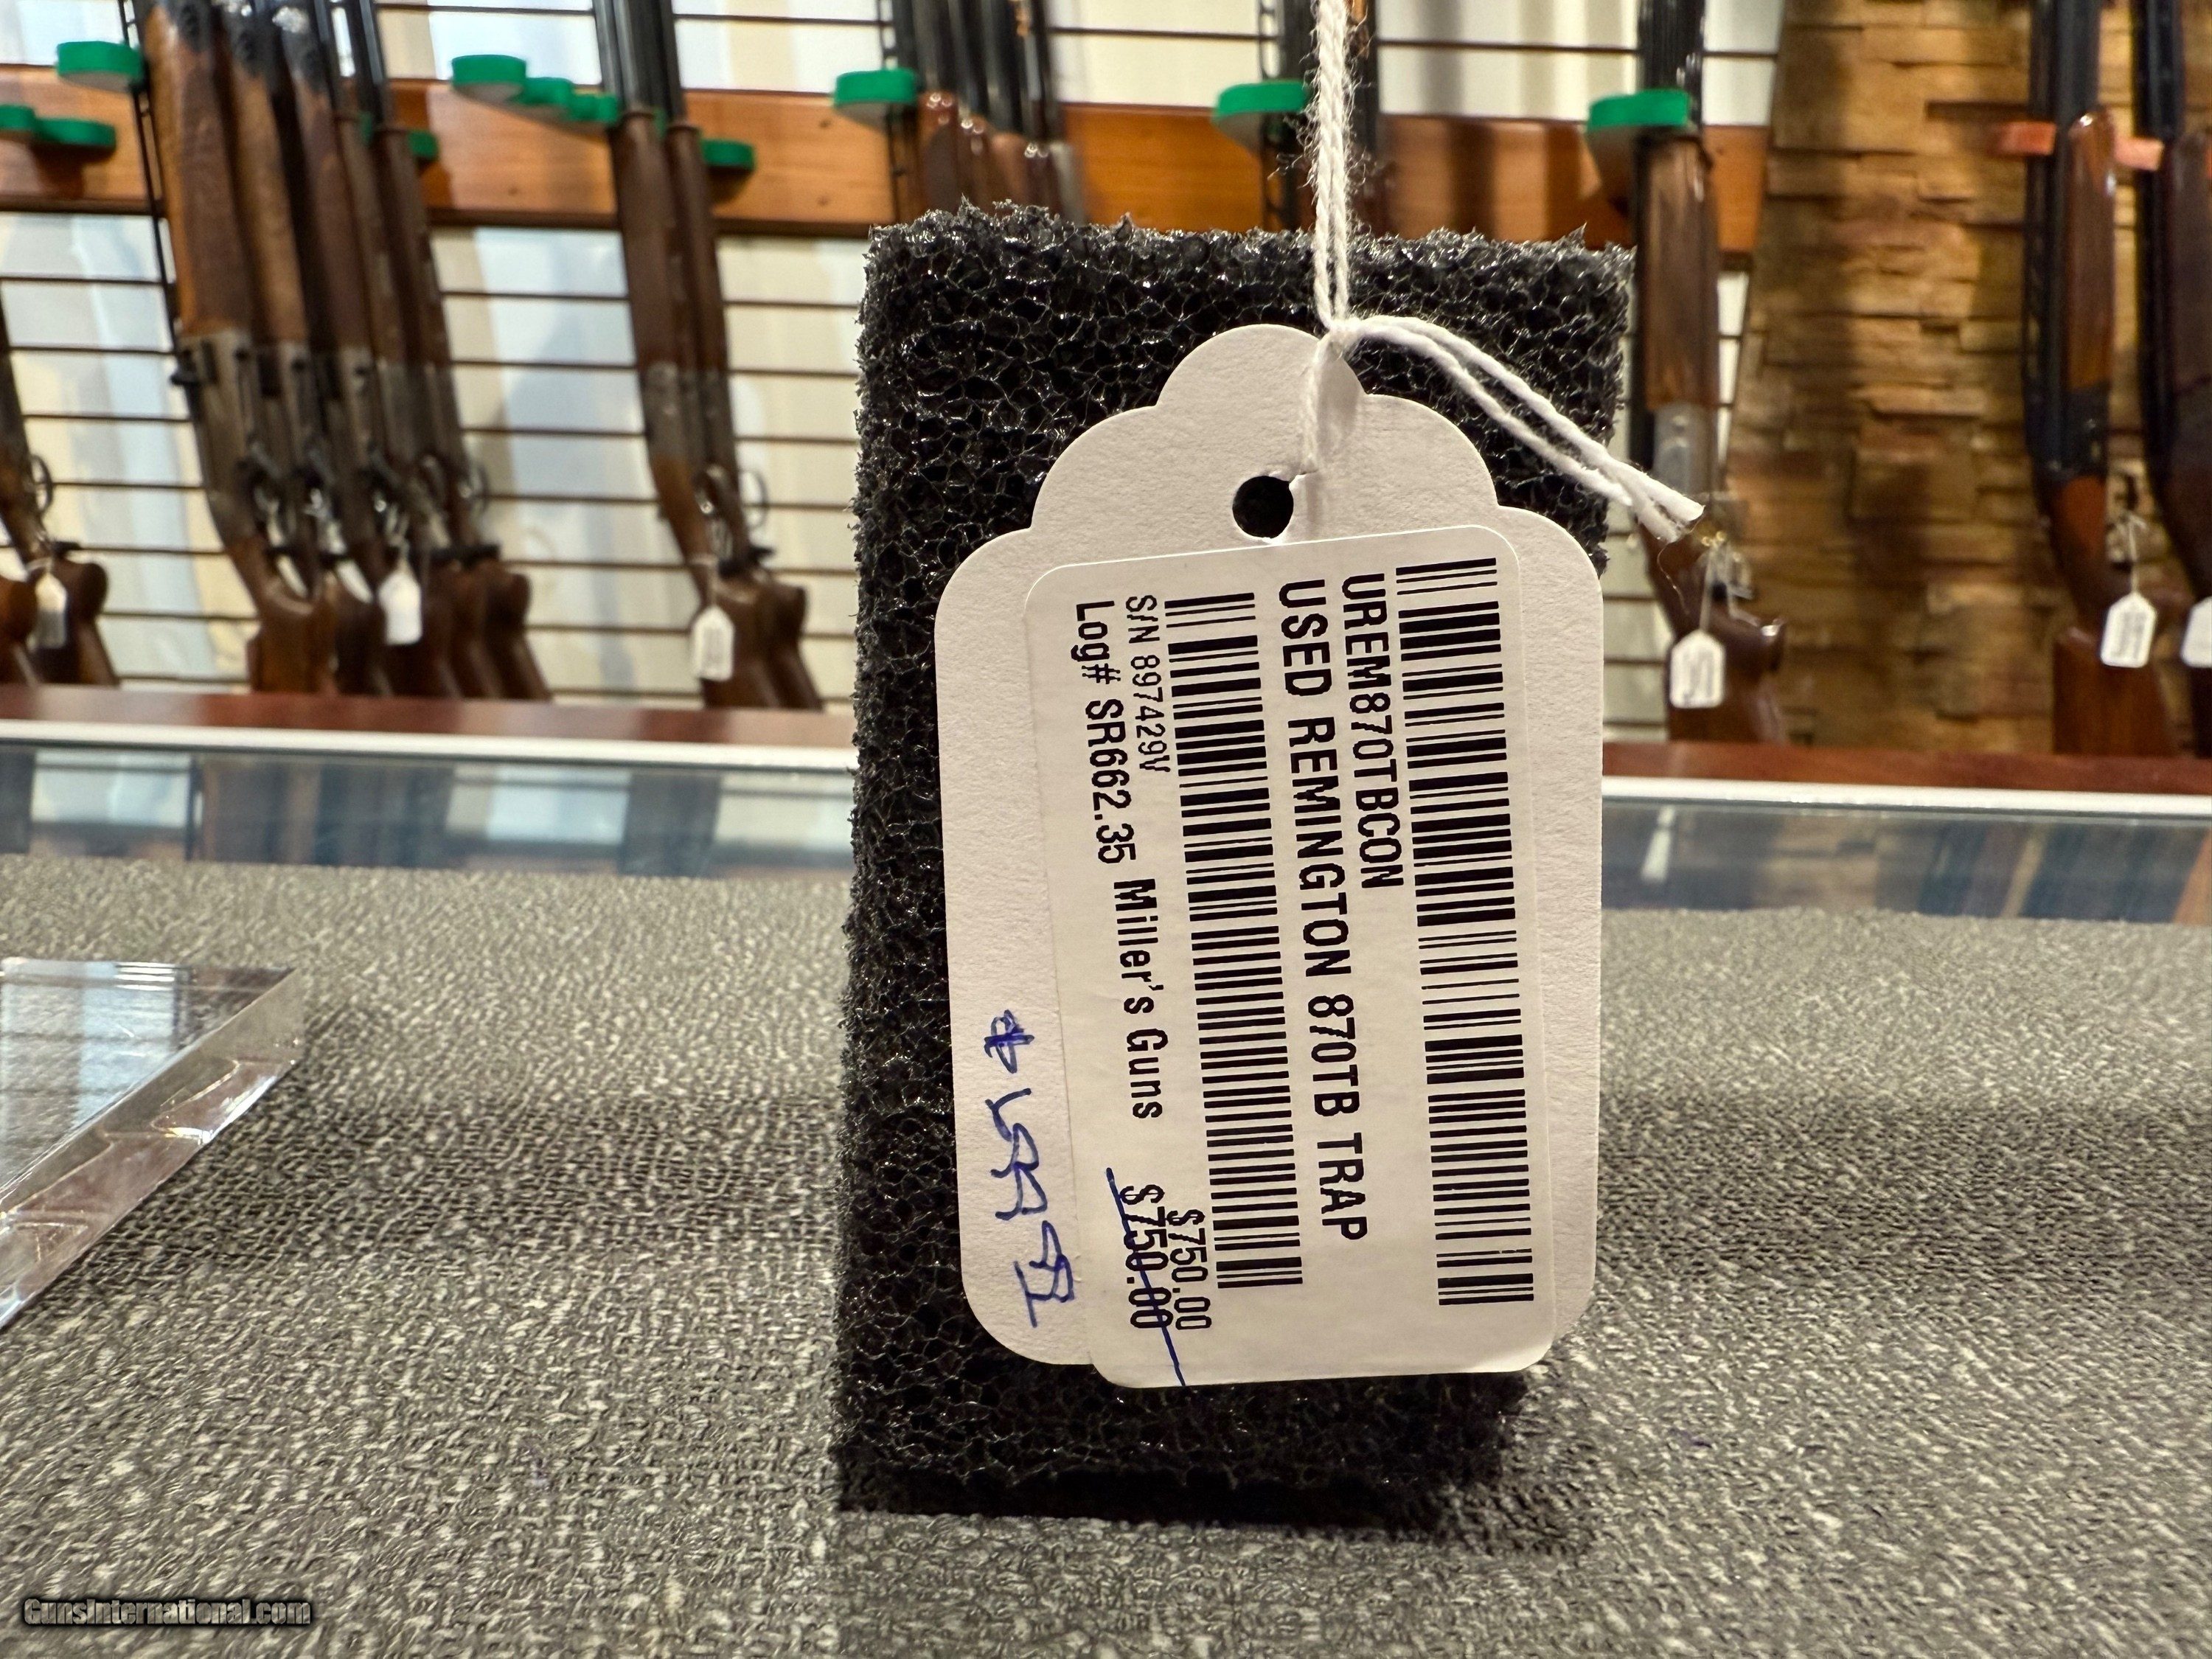 UREM870TBCON
USED REMINGTON 870TB TRAP
S/N 897429V $750.00
Log# SR662.35 Miller's Guns $750.00
GunsInternational.com